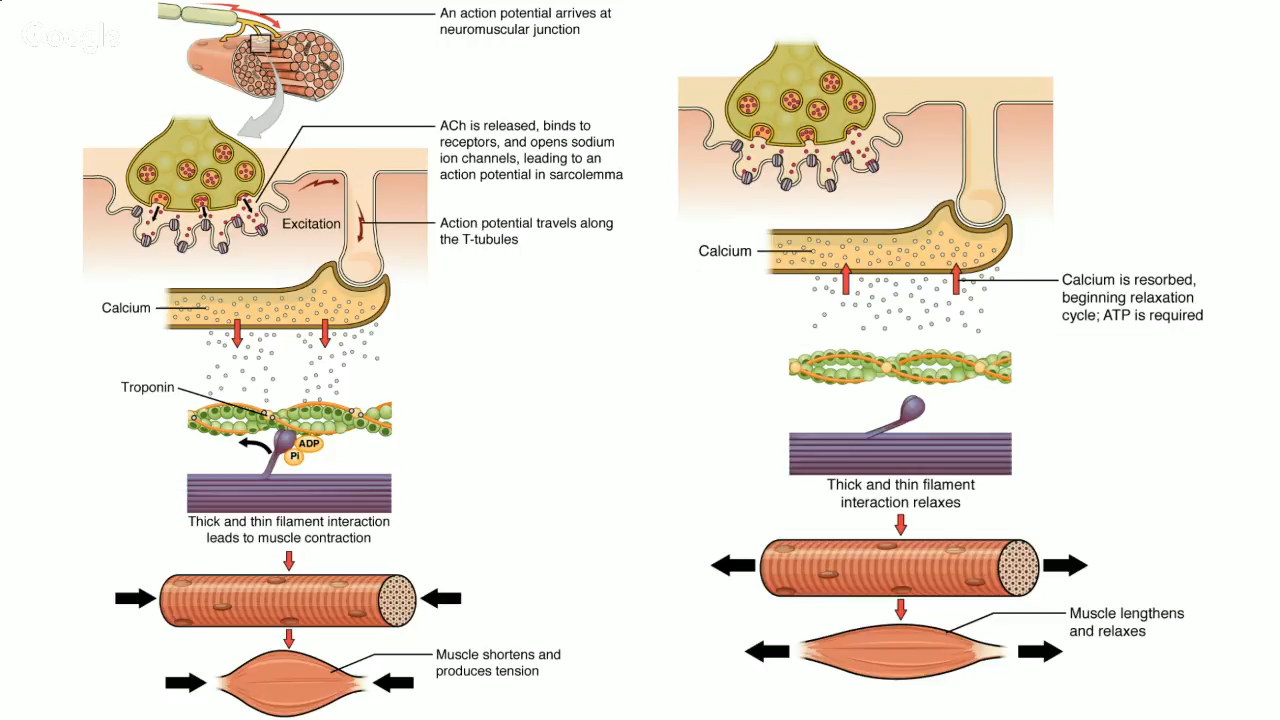 Google
An action potential arrives at
neuromuscular junction
ACh is released, binds to
receptors, and opens sodium
ion channels, leading to an
action potential in sarcolemma
Excitation
Action potential travels along
the T-tubules
Calcium
Troponin
ADP
Pi
Thick and thin filament interaction
leads to muscle contraction
Muscle shortens and
produces tension
Calcium
Calcium is resorbed,
beginning relaxation
cycle; ATP is required
Thick and thin filament
interaction relaxes
Muscle lengthens
and relaxes